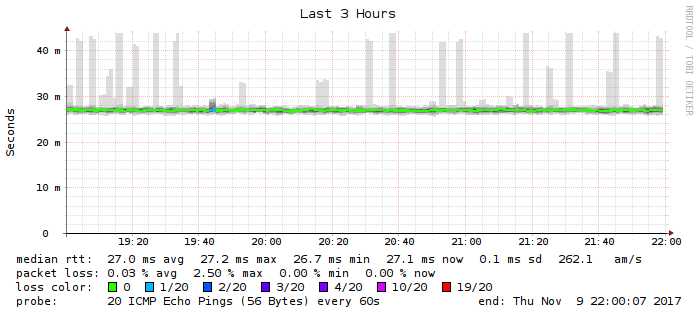 Last 3 Hours
RRDTOOL / TOBI OETIKER
Seconds
40 m
30 m
20 m
10 m
0
19:20 19:40 20:00 20:20 20:40 21:00 21:20 21:40 22:00
median rtt: 27.0 ms avg 27.2 ms max 26.7 ms min 27.1 ms now 0.1 ms sd 262.1 am/s
packet loss: 0.03 % avg 2.50 % max 0.00 % min 0.00 % now
loss color: 0 1/20 2/20 3/20 4/20 10/20 19/20
probe: 20 ICMP Echo Pings (56 Bytes) every 60s end: Thu Nov 9 22:00:07 2017